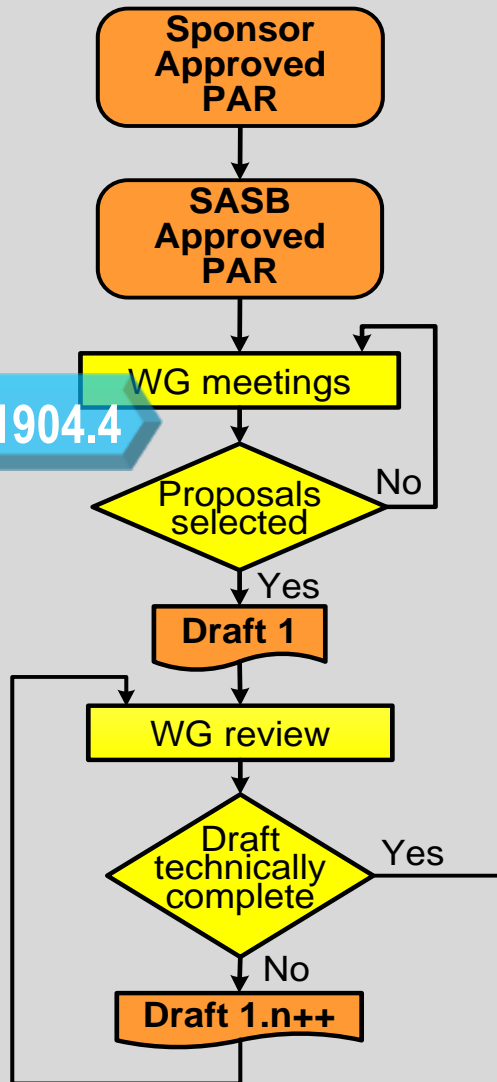 Sponsor
Approved
PAR
SASB
Approved
PAR
WG meetings
1904.4
Proposals
selected
No
Yes
Draft 1
WG review
Draft
technically
complete
Yes
No
Draft 1.n++